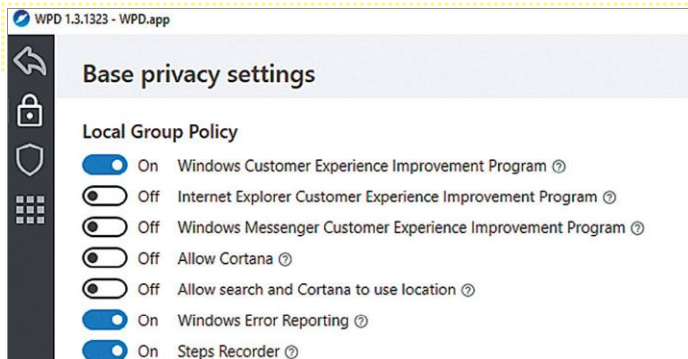 WPD 1.3.1323 - WPD.app
Base privacy settings
Local Group Policy
On Windows Customer Experience Improvement Program ?
Off Internet Explorer Customer Experience Improvement Program ?
Off Windows Messenger Customer Experience Improvement Program ?
Off Allow Cortana ?
Off Allow search and Cortana to use location ?
On Windows Error Reporting ?
On Steps Recorder ?